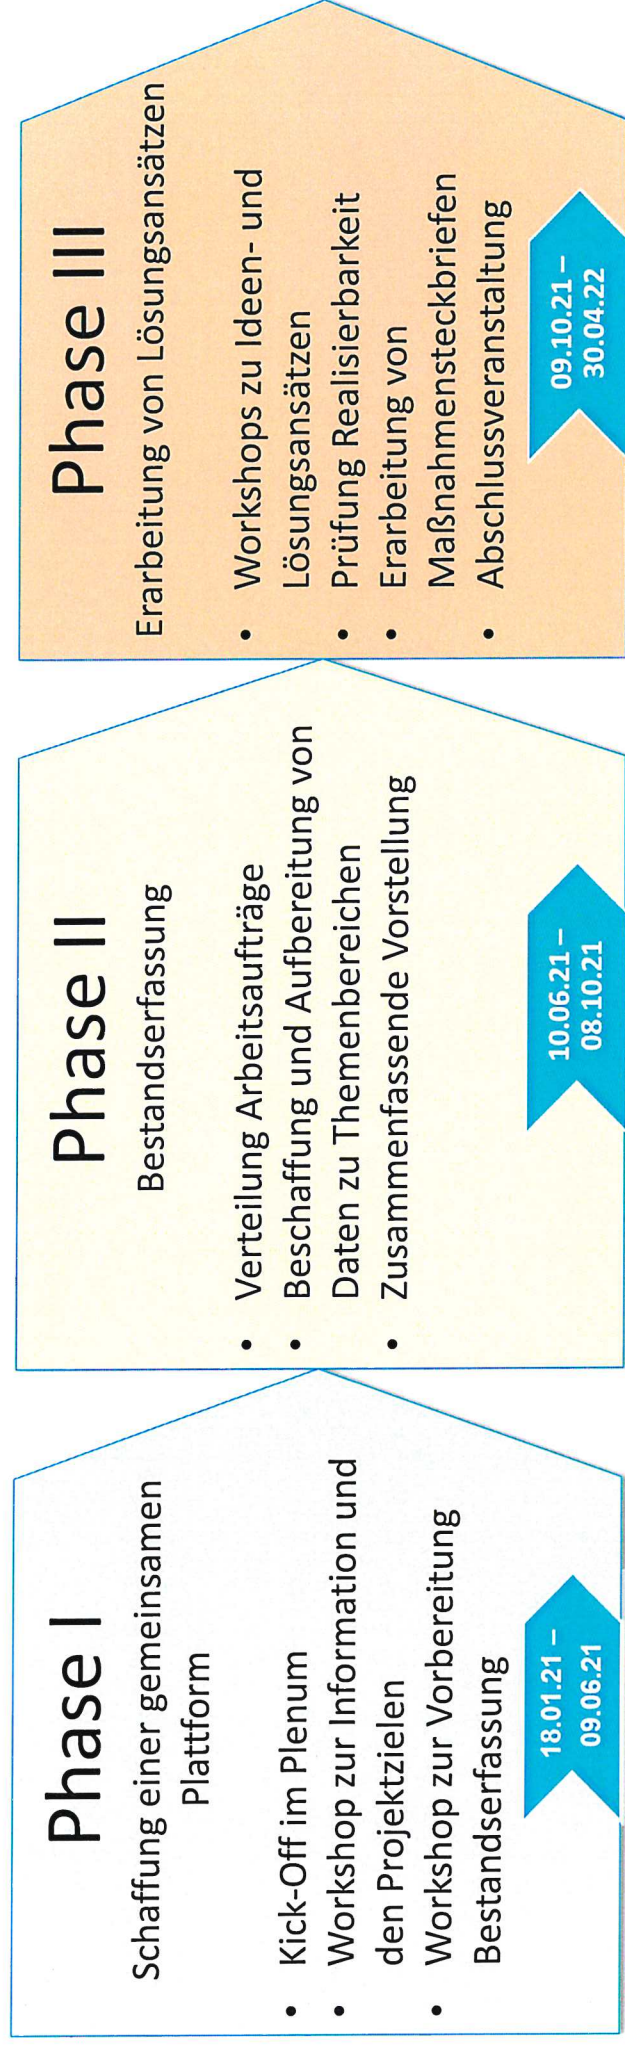 Phase I
Schaffung einer gemeinsamen
Plattform
• Kick-Off im Plenum
• Workshop zur Information und
den Projektzielen
• Workshop zur Vorbereitung
Bestandserfassung
18.01.21 –
09.06.21
Phase II
Bestandserfassung
• Verteilung Arbeitsaufträge
• Beschaffung und Aufbereitung von
Daten zu Themenbereichen
• Zusammenfassende Vorstellung
10.06.21 –
08.10.21
Phase III
Erarbeitung von Lösungsansätzen
• Workshops zu Ideen- und
Lösungsansätzen
• Prüfung Realisierbarkeit
• Erarbeitung von
Maßnahmensteckbriefen
• Abschlussveranstaltung
09.10.21 –
30.04.22